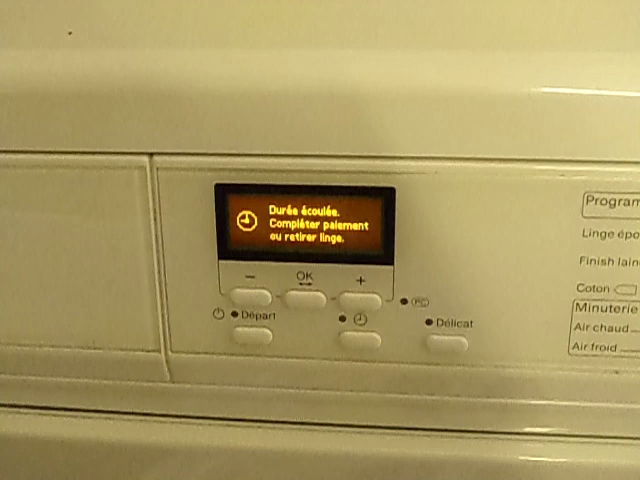 Durée écoulée.
Compléter paiement
ou retirer linge.
− OK +
PC
Départ
Délicat
Program
Linge épo
Finish lain
Coton
Minuterie
Air chaud
Air froid